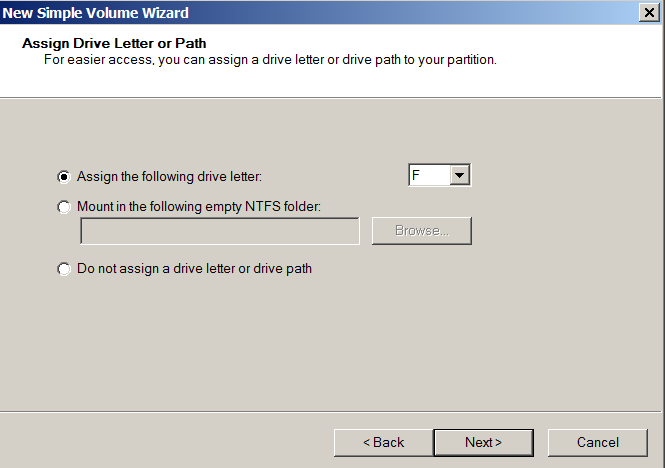 New Simple Volume Wizard
Assign Drive Letter or Path
For easier access, you can assign a drive letter or drive path to your partition.
Assign the following drive letter: F
Mount in the following empty NTFS folder:
Browse...
Do not assign a drive letter or drive path
< Back Next > Cancel